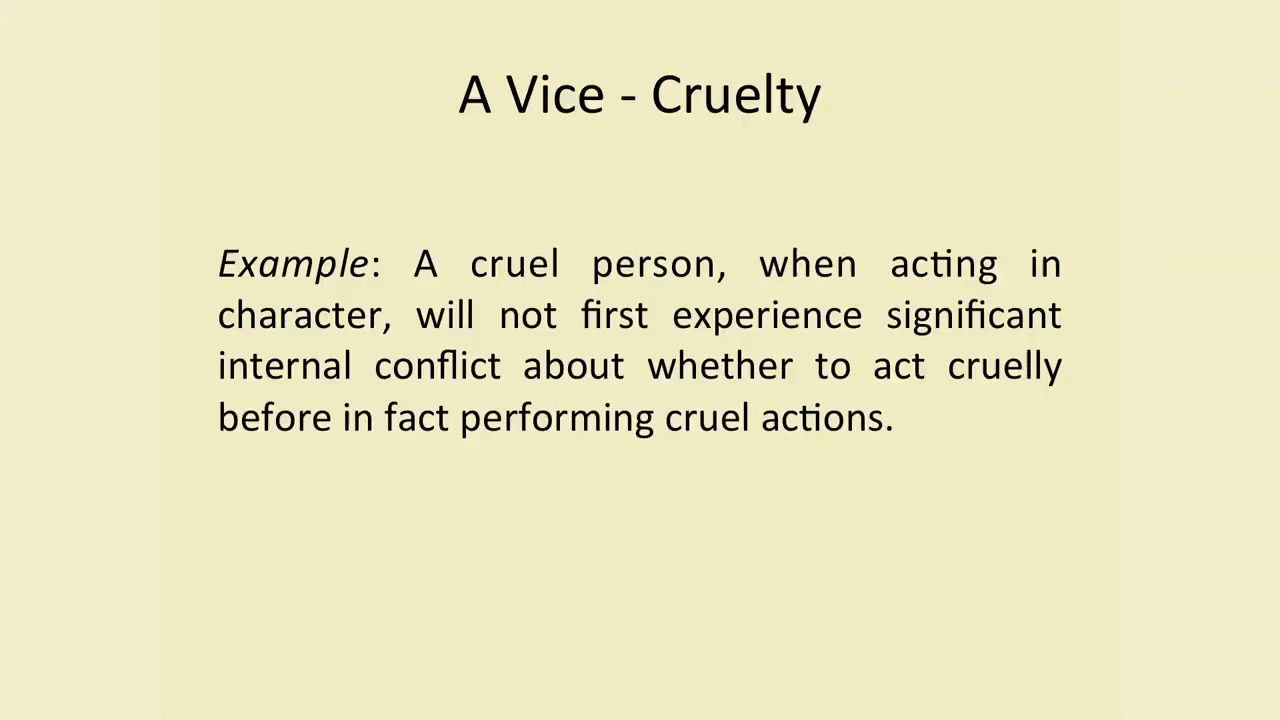 A Vice - Cruelty
Example: A cruel person, when acting in
character, will not first experience significant
internal conflict about whether to act cruelly
before in fact performing cruel actions.